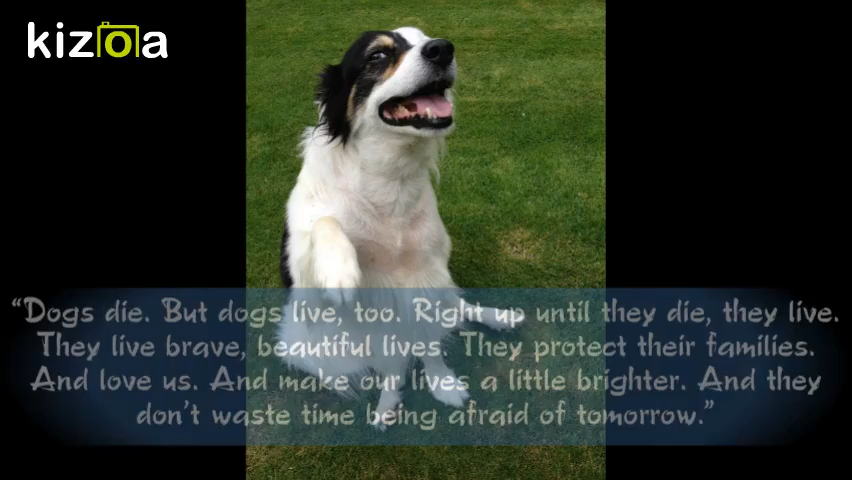 kizoa
“Dogs die. But dogs live, too. Right up until they die, they live.
They live brave, beautiful lives. They protect their families.
And love us. And make our lives a little brighter. And they
don’t waste time being afraid of tomorrow.”